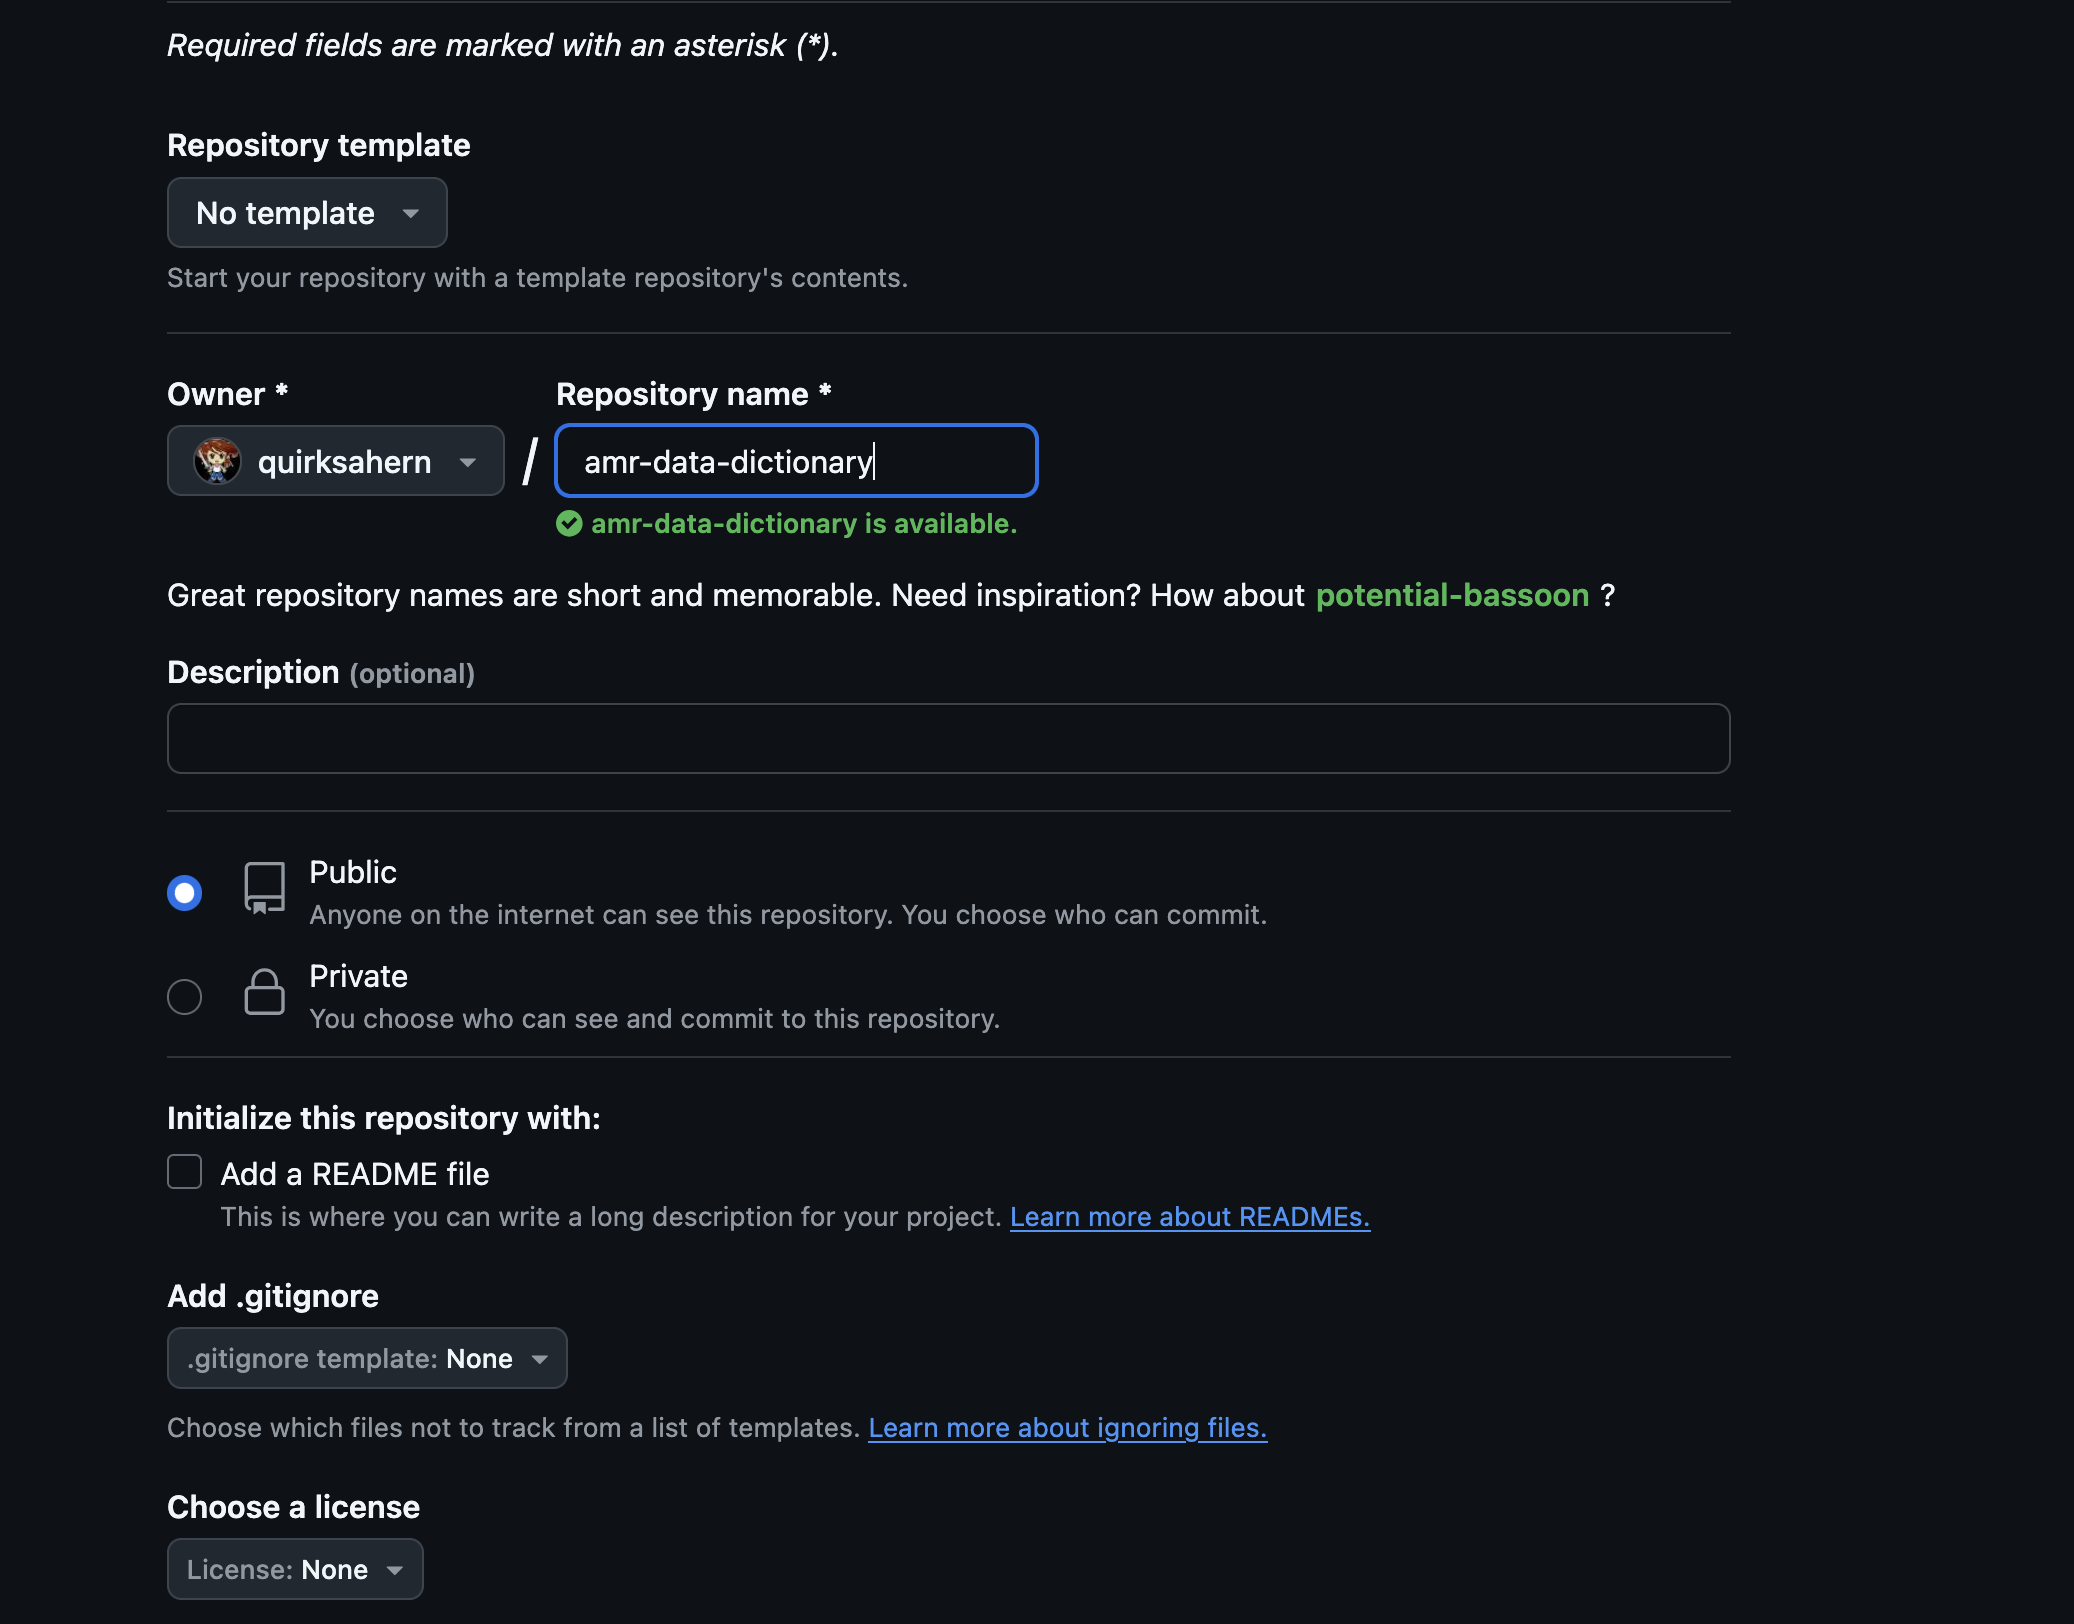 Required fields are marked with an asterisk (*).
Repository template
No template
Start your repository with a template repository's contents.
Owner * Repository name *
quirksahern / amr-data-dictionary
amr-data-dictionary is available.
Great repository names are short and memorable. Need inspiration? How about potential-bassoon ?
Description (optional)
Public
Anyone on the internet can see this repository. You choose who can commit.
Private
You choose who can see and commit to this repository.
Initialize this repository with:
Add a README file
This is where you can write a long description for your project. Learn more about READMEs.
Add .gitignore
.gitignore template: None
Choose which files not to track from a list of templates. Learn more about ignoring files.
Choose a license
License: None